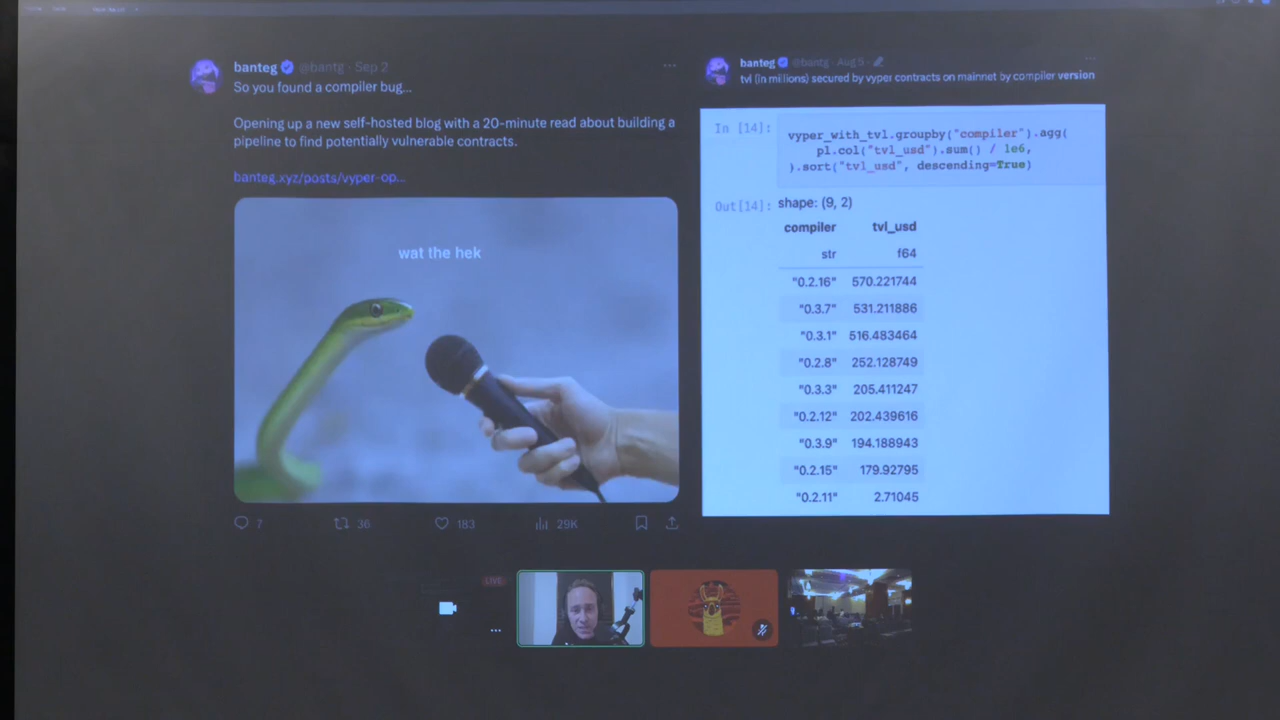 banteg @bantg · Sep 2
So you found a compiler bug...
Opening up a new self-hosted blog with a 20-minute read about building a
pipeline to find potentially vulnerable contracts.
banteg.xyz/posts/vyper-op...
wat the hek
7 36 183 29K
banteg @bantg · Aug 5
tvl (in millions) secured by vyper contracts on mainnet by compiler version
In [14]:
vyper_with_tvl.groupby("compiler").agg(
pl.col("tvl_usd").sum() / 1e6,
).sort("tvl_usd", descending=True)
Out[14]:
shape: (9, 2)
compiler tvl_usd
str f64
"0.2.16" 570.221744
"0.3.7" 531.211886
"0.3.1" 516.483464
"0.2.8" 252.128749
"0.3.3" 205.411247
"0.2.12" 202.439616
"0.3.9" 194.188943
"0.2.15" 179.92795
"0.2.11" 2.71045
LIVE